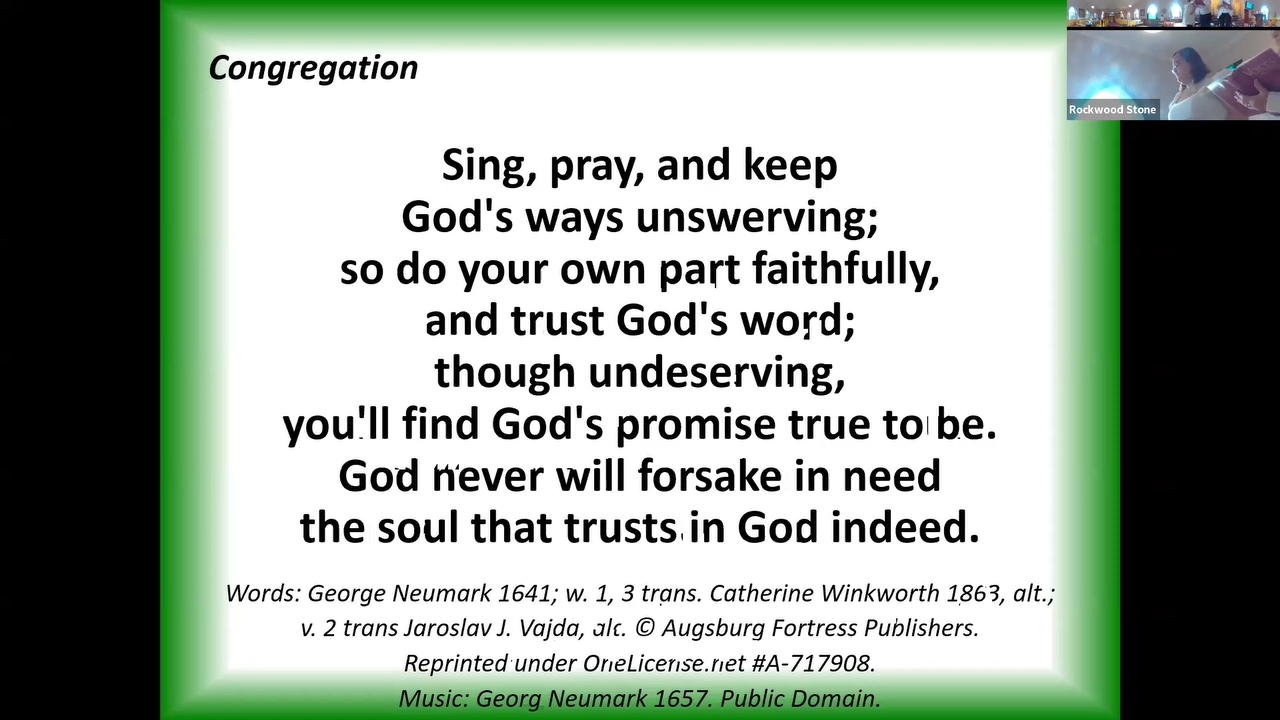 Congregation
Rockwood Stone
Sing, pray, and keep
God's ways unswerving;
so do your own part faithfully,
and trust God's word;
though undeserving,
you'll find God's promise true to be.
God never will forsake in need
the soul that trusts in God indeed.
Words: George Neumark 1641; w. 1, 3 trans. Catherine Winkworth 1863, alt.;
v. 2 trans Jaroslav J. Vajda, alt. © Augsburg Fortress Publishers.
Reprinted under OneLicense.net #A-717908.
Music: Georg Neumark 1657. Public Domain.